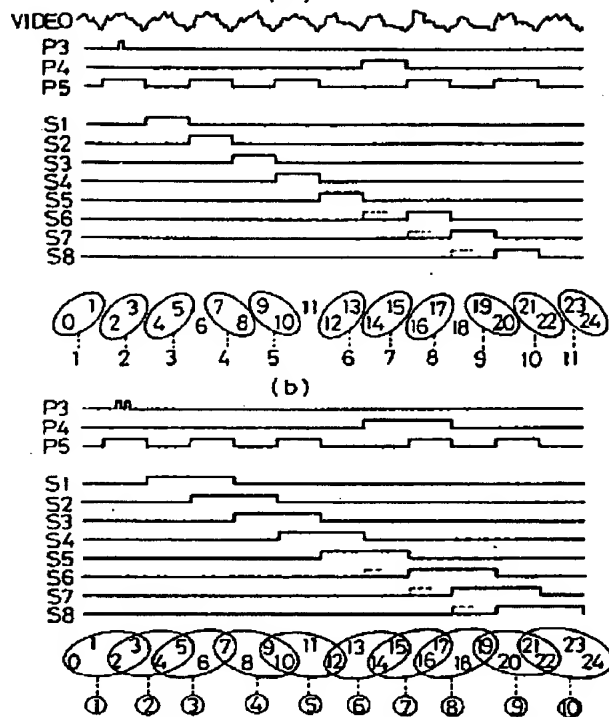 VIDEO
P3
P4
P5
S1
S2
S3
S4
S5
S6
S7
S8
0 1 2 3 4 5 6 7 8 9 10 11 12 13 14 15 16 17 18 19 20 21 22 23 24
1 2 3 4 5 6 7 8 9 10 11
(b)
P3
P4
P5
S1
S2
S3
S4
S5
S6
S7
S8
0 1 2 3 4 5 6 7 8 9 10 11 12 13 14 15 16 17 18 19 20 21 22 23 24
① ② ③ ④ ⑤ ⑥ ⑦ ⑧ ⑨ ⑩